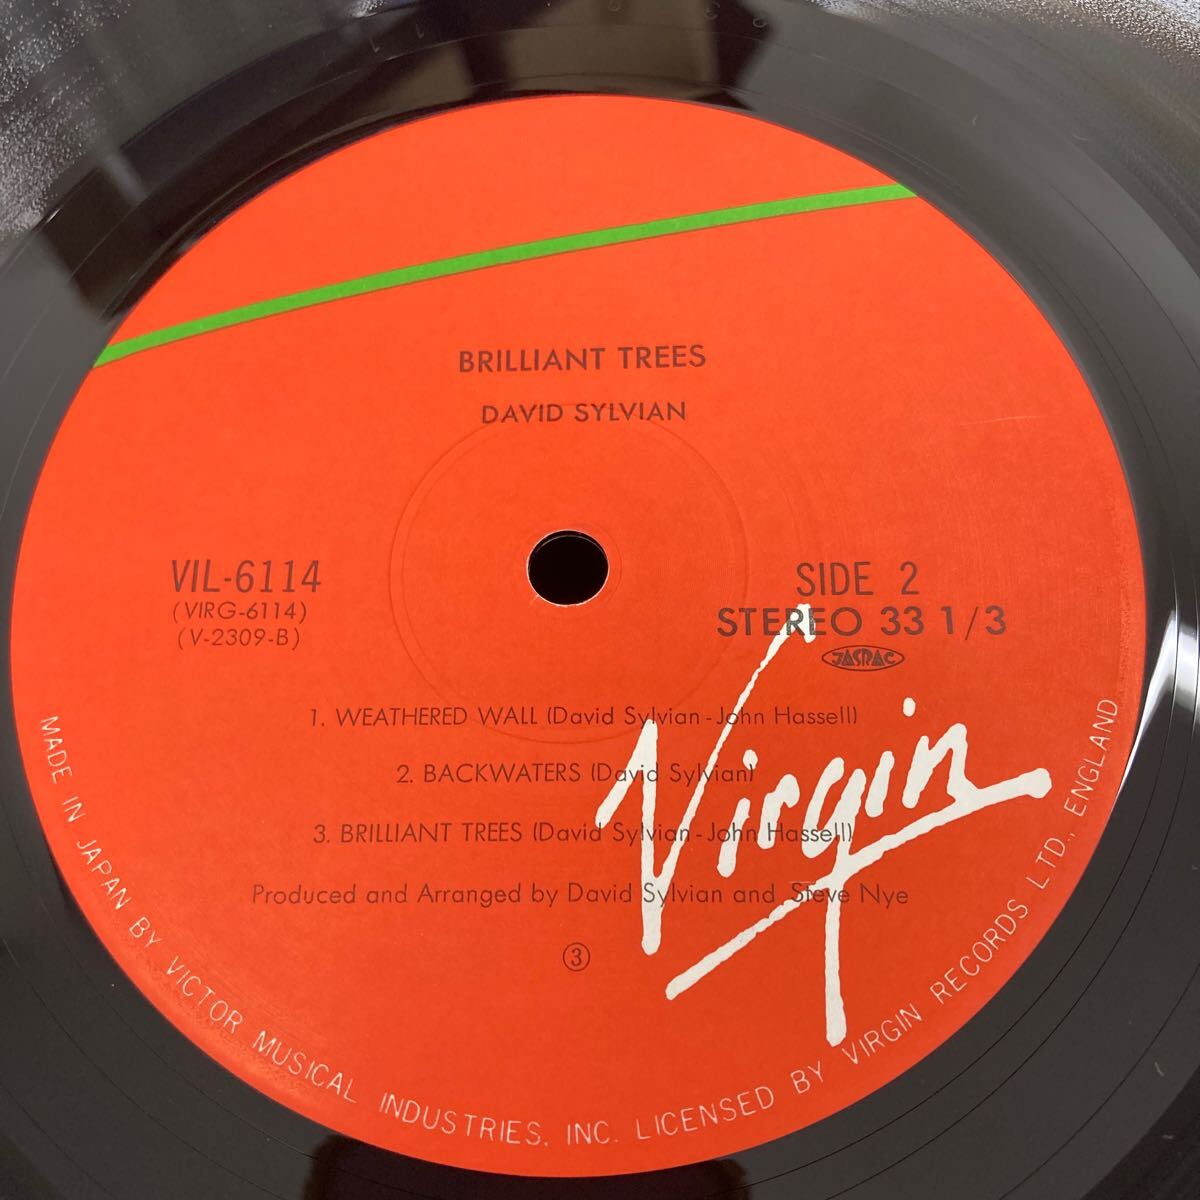 BRILLIANT TREES
DAVID SYLVIAN
VIL-6114
(VIRG-6114)
(V-2309-B)
SIDE 2
STEREO 33 1/3
JASRAC
1. WEATHERED WALL (David Sylvian-John Hassell)
2. BACKWATERS (David Sylvian)
3. BRILLIANT TREES (David Sylvian-John Hassell)
Produced and Arranged by David Sylvian and Steve Nye
③
Virgin
MADE IN JAPAN BY VICTOR MUSICAL INDUSTRIES, INC. LICENSED BY VIRGIN RECORDS LTD., ENGLAND